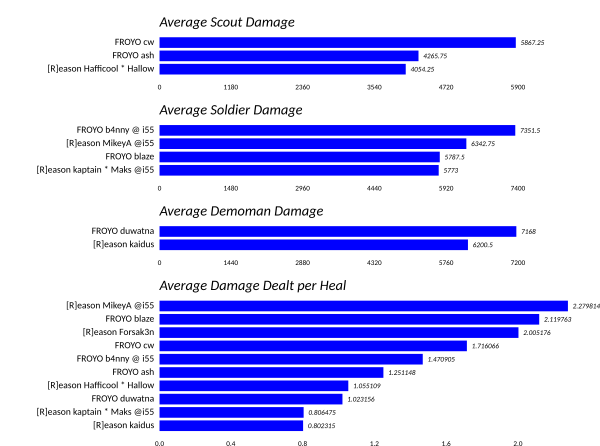 Average Scout Damage
FROYO cw 5867.25
FROYO ash 4265.75
[R]eason Hafficool * Hallow 4054.25
0 1180 2360 3540 4720 5900
Average Soldier Damage
FROYO b4nny @ i55 7351.5
[R]eason MikeyA @i55 6342.75
FROYO blaze 5787.5
[R]eason kaptain * Maks @i55 5773
0 1480 2960 4440 5920 7400
Average Demoman Damage
FROYO duwatna 7168
[R]eason kaidus 6200.5
0 1440 2880 4320 5760 7200
Average Damage Dealt per Heal
[R]eason MikeyA @i55 2.279814
FROYO blaze 2.119763
[R]eason Forsak3n 2.005176
FROYO cw 1.716066
FROYO b4nny @ i55 1.470905
FROYO ash 1.251148
[R]eason Hafficool * Hallow 1.055109
FROYO duwatna 1.023156
[R]eason kaptain * Maks @i55 0.806475
[R]eason kaidus 0.802315
0.0 0.4 0.8 1.2 1.6 2.0